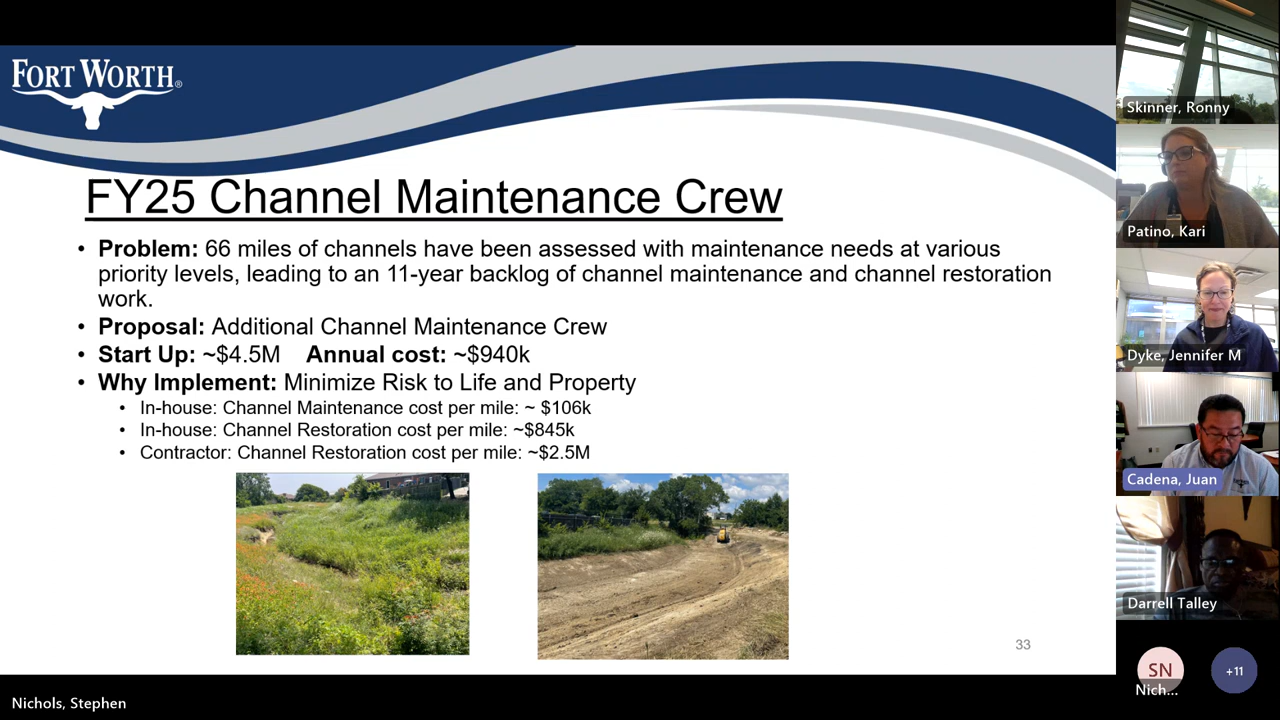 FORT WORTH®
FY25 Channel Maintenance Crew
• Problem: 66 miles of channels have been assessed with maintenance needs at various
priority levels, leading to an 11-year backlog of channel maintenance and channel restoration
work.
• Proposal: Additional Channel Maintenance Crew
• Start Up: ~$4.5M Annual cost: ~$940k
• Why Implement: Minimize Risk to Life and Property
• In-house: Channel Maintenance cost per mile: ~ $106k
• In-house: Channel Restoration cost per mile: ~$845k
• Contractor: Channel Restoration cost per mile: ~$2.5M
33
Skinner, Ronny
Patino, Kari
Dyke, Jennifer M
Cadena, Juan
Darrell Talley
SN
+11
Nich...
Nichols, Stephen